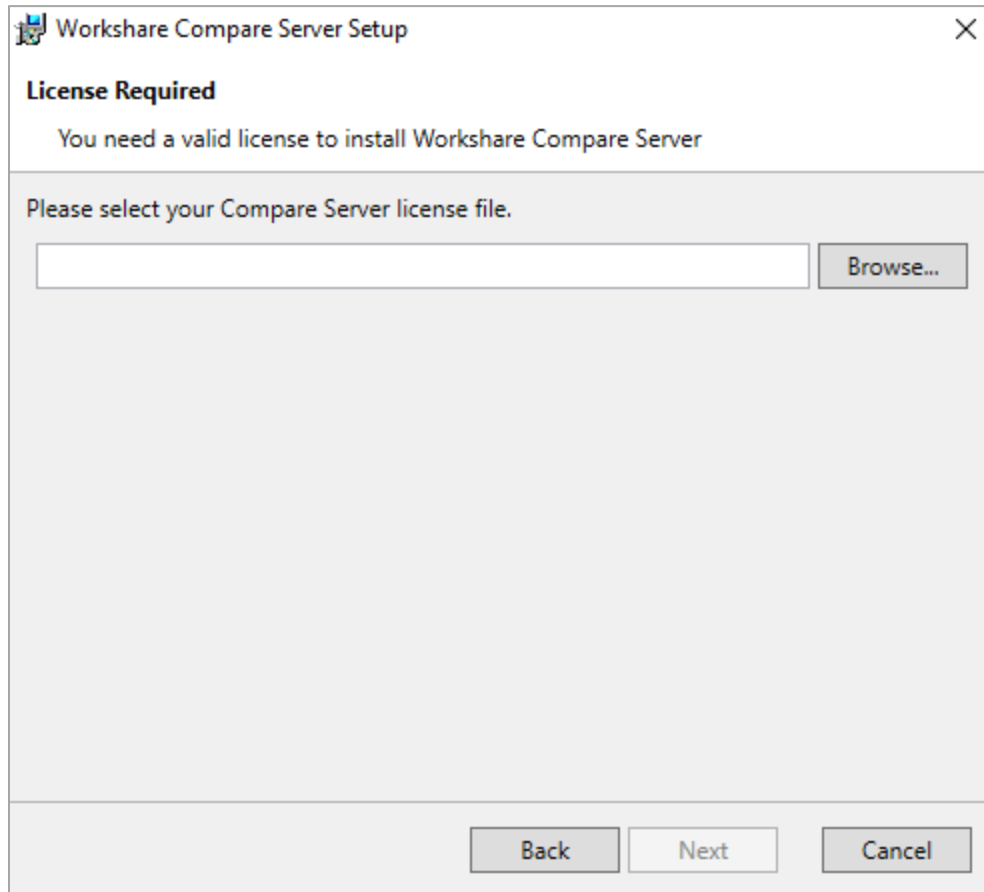 Workshare Compare Server Setup
License Required
You need a valid license to install Workshare Compare Server
Please select your Compare Server license file.
Browse...
Back Next Cancel